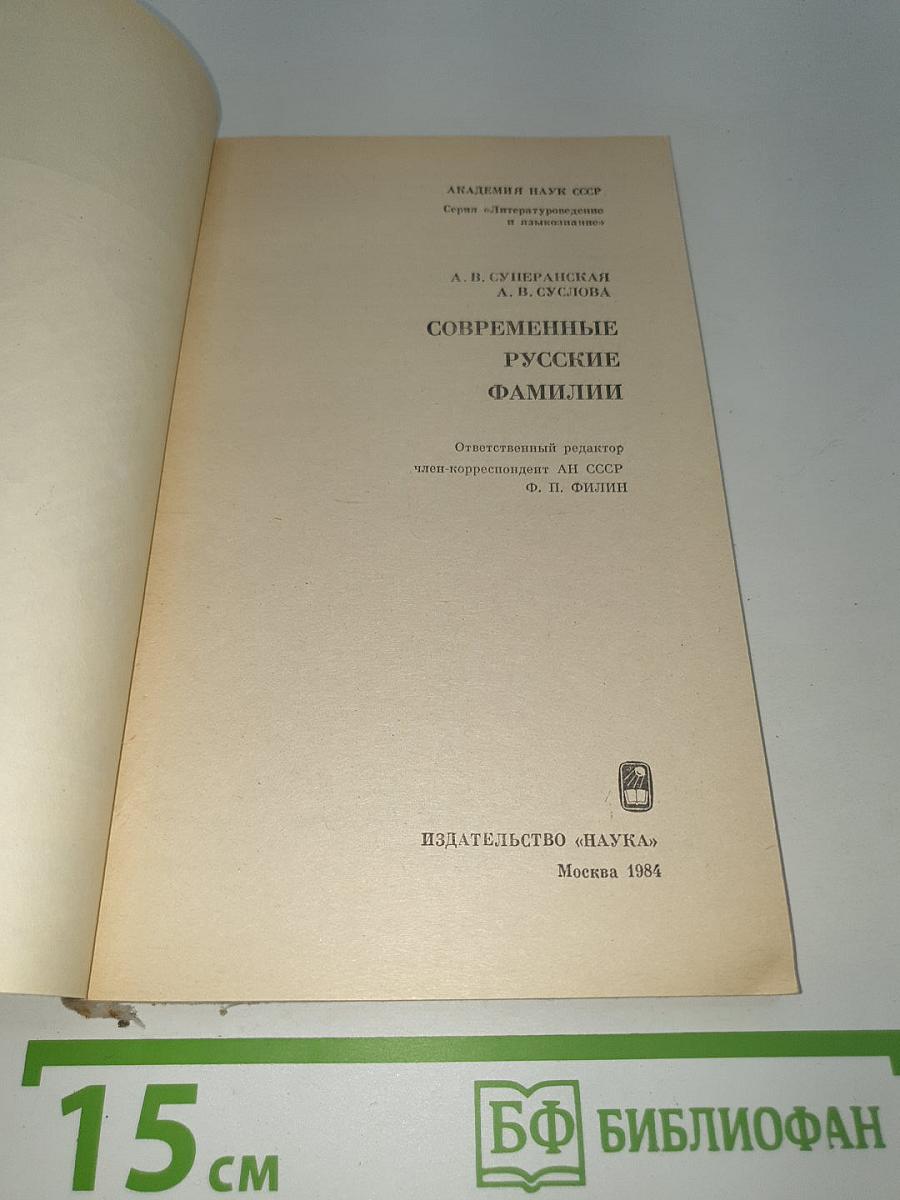 АКАДЕМИЯ НАУК СССР
Серия «Литературоведение
и языкознание»
А. В. СУПЕРАНСКАЯ
А. В. СУСЛОВА
СОВРЕМЕННЫЕ
РУССКИЕ
ФАМИЛИИ
Ответственный редактор
член-корреспондент АН СССР
Ф. П. ФИЛИН
ИЗДАТЕЛЬСТВО «НАУКА»
Москва 1984
15 см
БФ БИБЛИОФАН